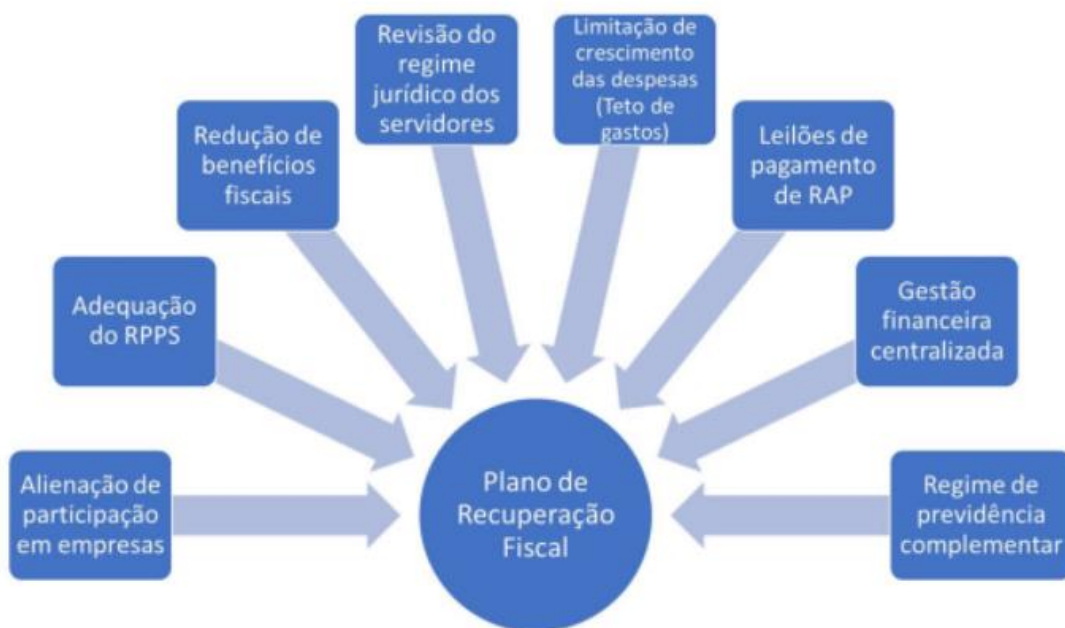 Alienação de
participação
em empresas
Adequação
do RPPS
Redução de
benefícios
fiscais
Revisão do
regime
jurídico dos
servidores
Limitação de
crescimento
das despesas
(Teto de
gastos)
Leilões de
pagamento
de RAP
Gestão
financeira
centralizada
Regime de
previdência
complementar
Plano de
Recuperação
Fiscal